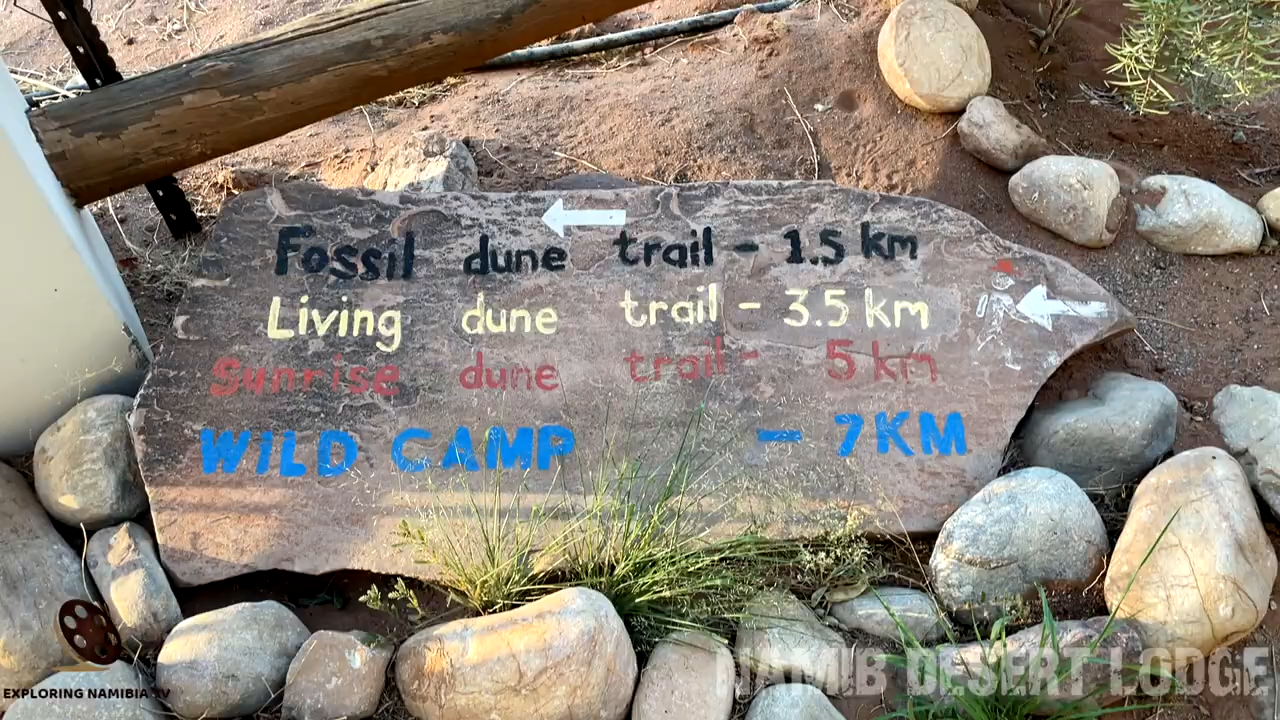 Fossil dune trail - 1.5 km
Living dune trail - 3.5 km
Sunrise dune trail - 5 km
WILD CAMP - 7KM
EXPLORING NAMIBIA TV
NAMIB DESERT LODGE